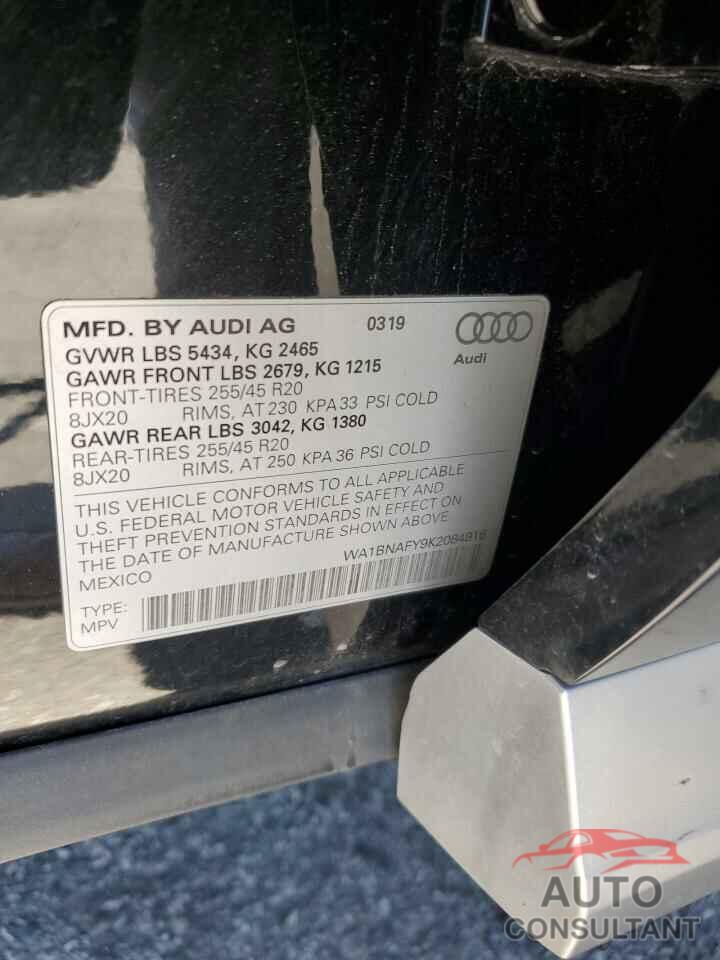 MFD. BY AUDI AG 0319
GVWR LBS 5434, KG 2465
GAWR FRONT LBS 2679, KG 1215
Audi
FRONT-TIRES 255/45 R20
8JX20 RIMS, AT 230 KPA 33 PSI COLD
GAWR REAR LBS 3042, KG 1380
REAR-TIRES 255/45 R20
8JX20 RIMS, AT 250 KPA 36 PSI COLD
THIS VEHICLE CONFORMS TO ALL APPLICABLE
U.S. FEDERAL MOTOR VEHICLE SAFETY AND
THEFT PREVENTION STANDARDS IN EFFECT ON
THE DATE OF MANUFACTURE SHOWN ABOVE
MEXICO WA1BNAFY9K2084816
TYPE:
MPV
AUTO
CONSULTANT